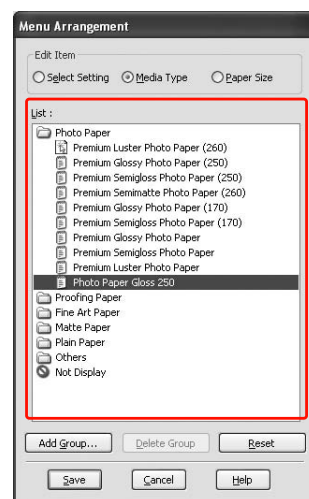 Menu Arrangement
Edit Item
Select Setting Media Type Paper Size
List :
Photo Paper
Premium Luster Photo Paper (260)
Premium Glossy Photo Paper (250)
Premium Semigloss Photo Paper (250)
Premium Semimatte Photo Paper (260)
Premium Glossy Photo Paper (170)
Premium Semigloss Photo Paper (170)
Premium Glossy Photo Paper
Premium Semigloss Photo Paper
Premium Luster Photo Paper
Photo Paper Gloss 250
Proofing Paper
Fine Art Paper
Matte Paper
Plain Paper
Others
Not Display
Add Group... Delete Group Reset
Save Cancel Help